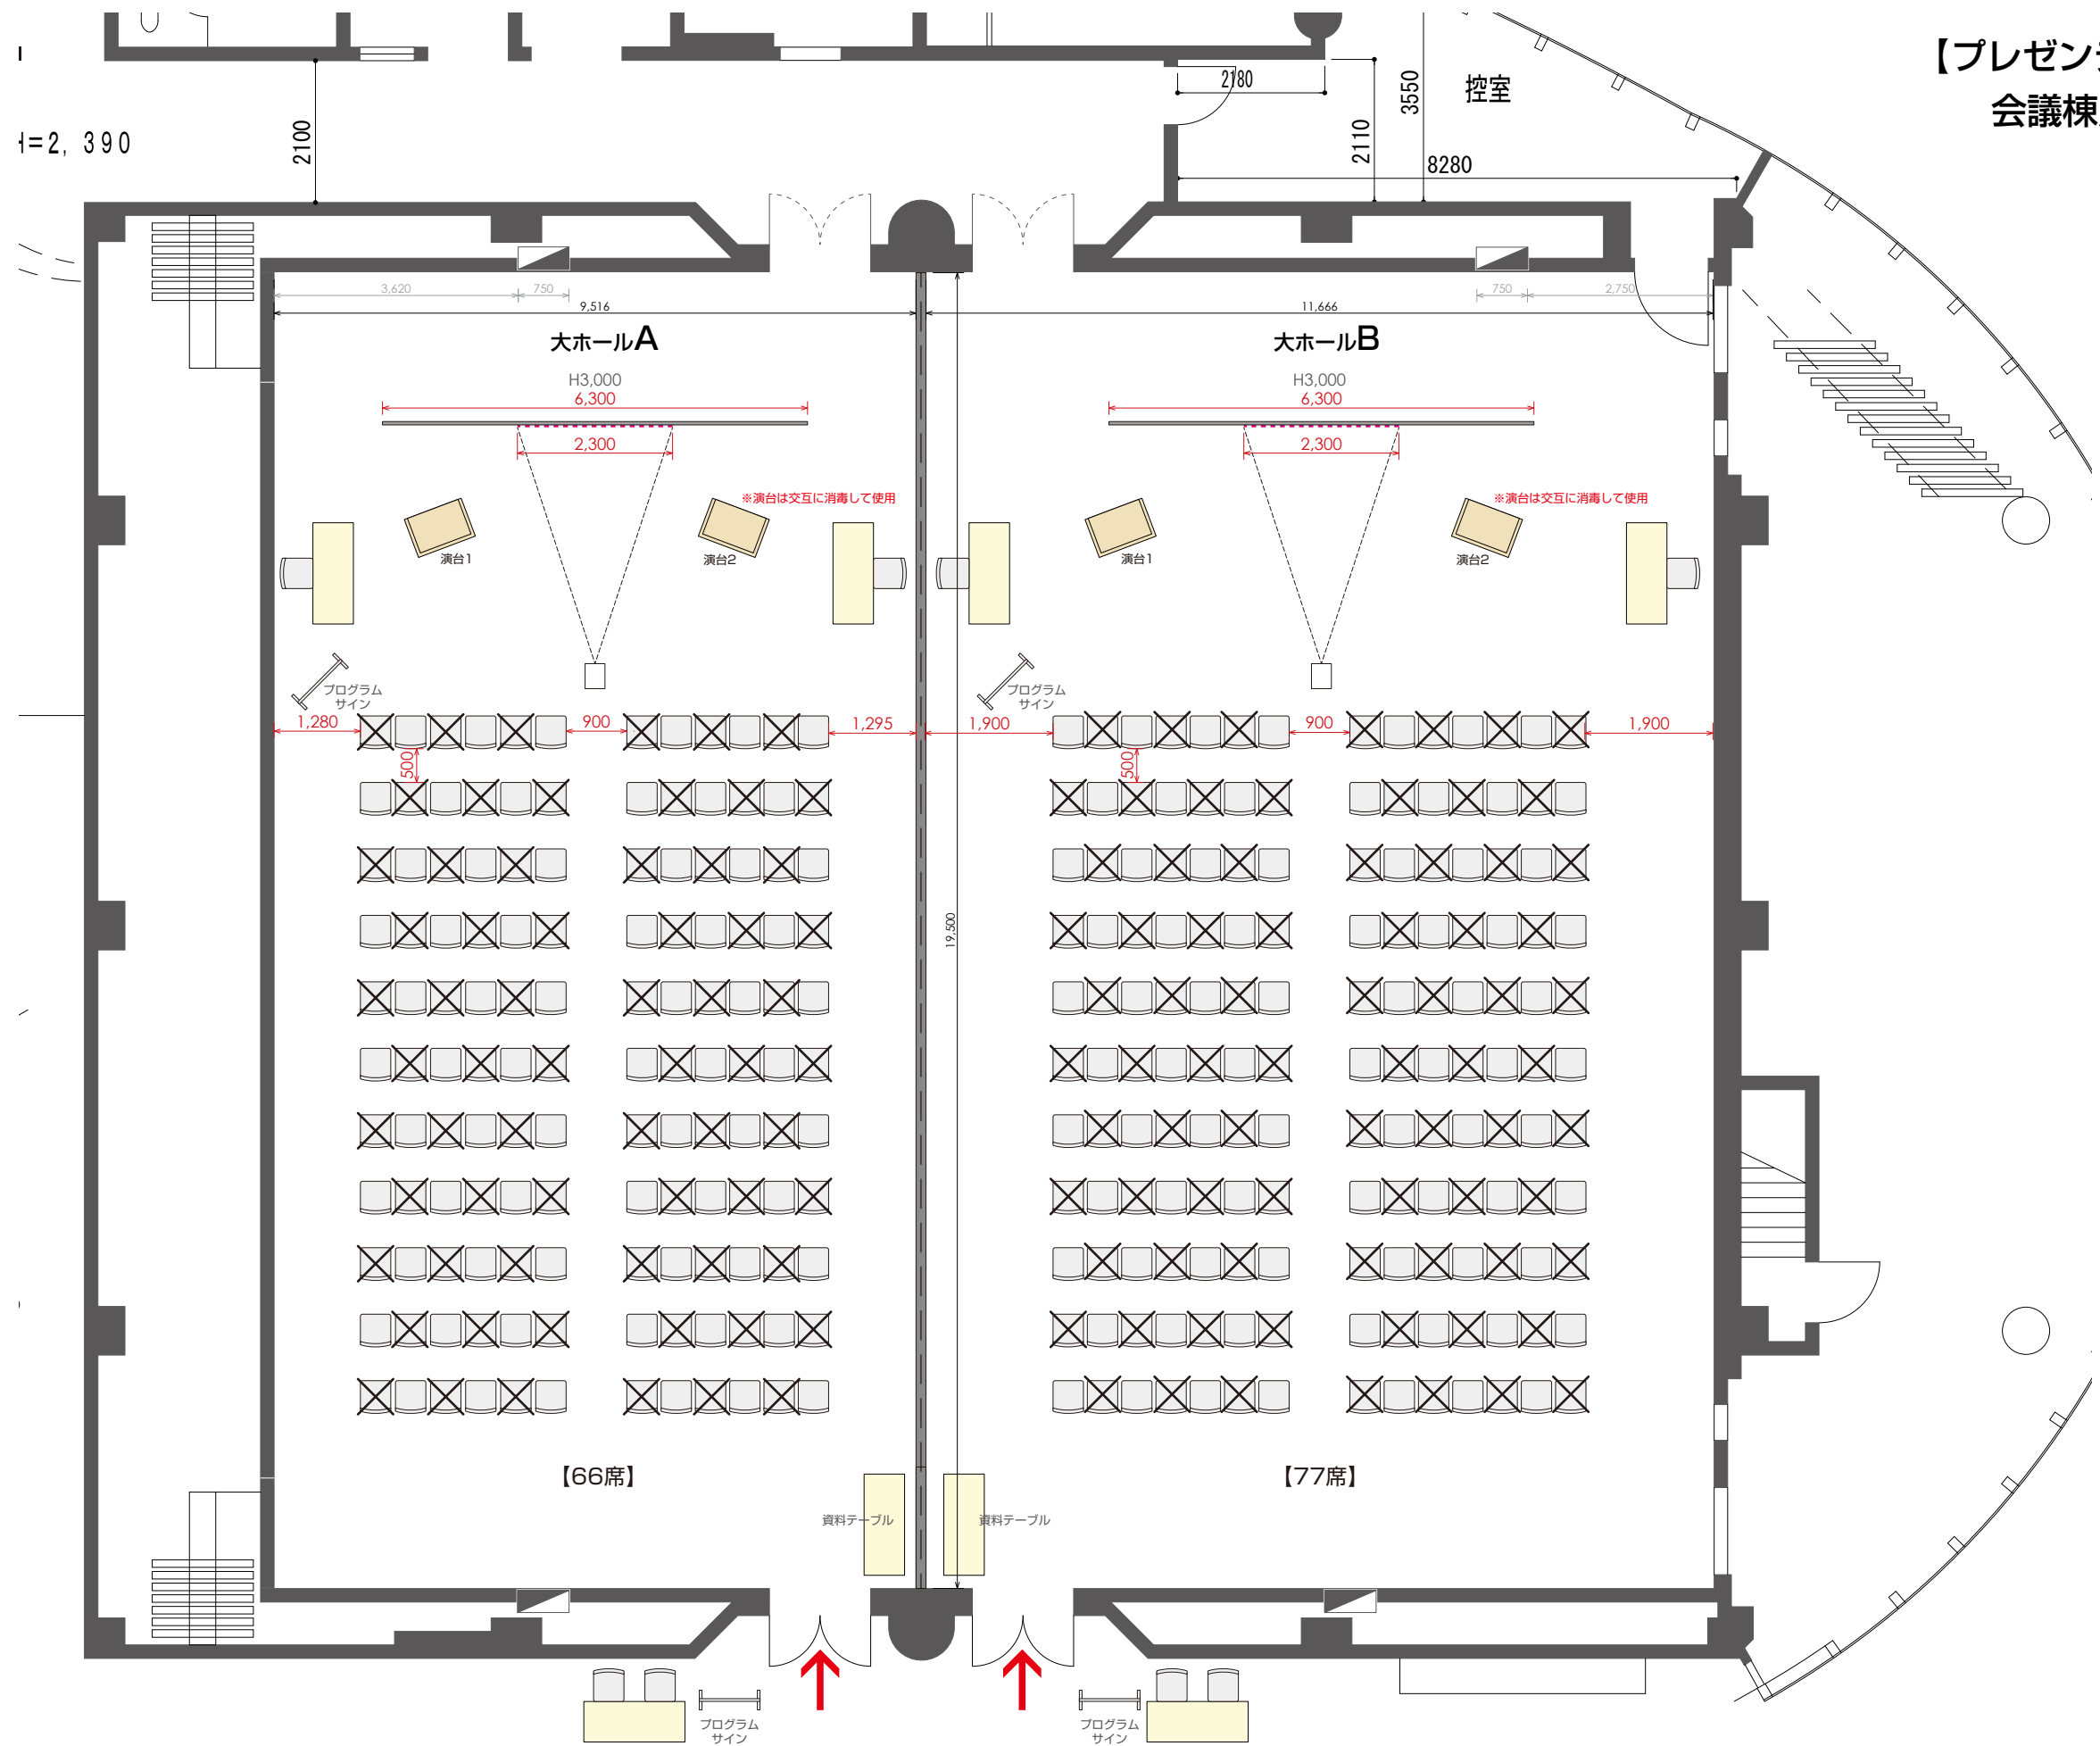 【プレゼン
会議棟
控室
2180
3550
2110
8280
2100
H=2, 390
3,620
750
9,516
750
2,750
11,666
大ホールA
大ホールB
H3,000
6,300
2,300
H3,000
6,300
2,300
※演台は交互に消毒して使用
※演台は交互に消毒して使用
演台1
演台2
演台1
演台2
プログラム
サイン
プログラム
サイン
1,280
900
1,295
1,900
900
1,900
500
500
19,500
【66席】
【77席】
資料テーブル
資料テーブル
プログラム
サイン
プログラム
サイン